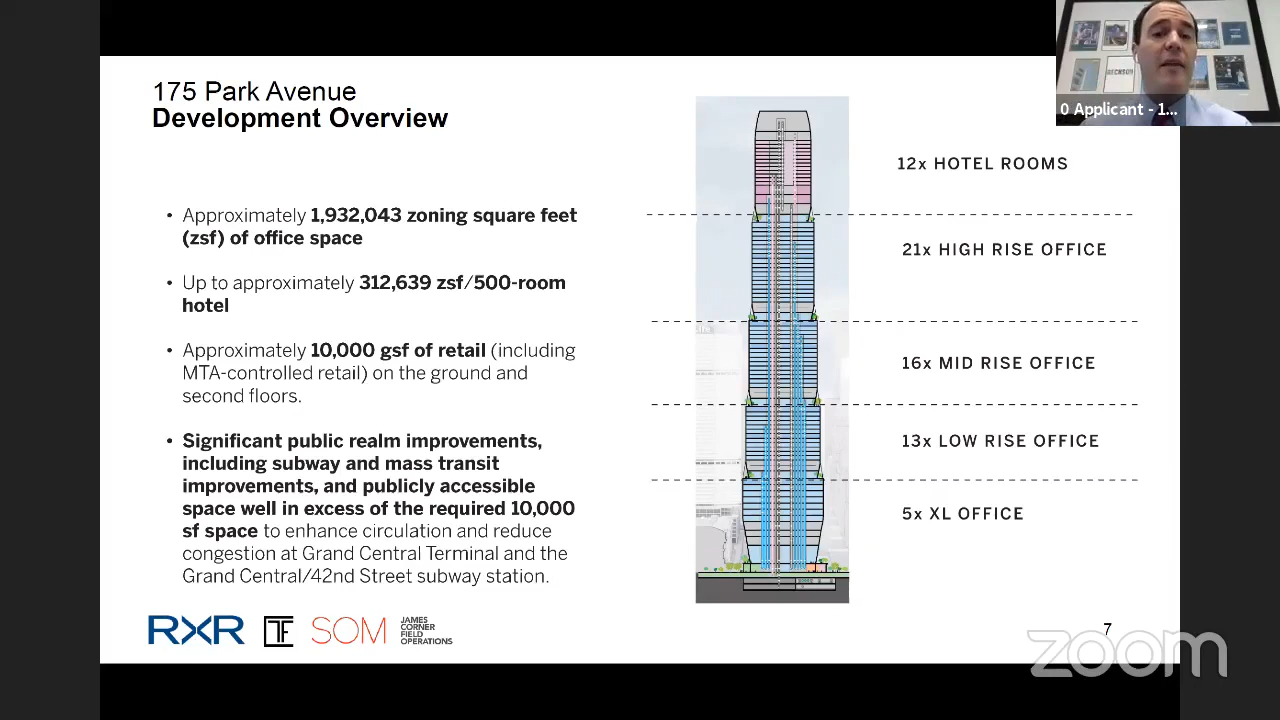 175 Park Avenue
Development Overview
• Approximately 1,932,043 zoning square feet
(zsf) of office space
• Up to approximately 312,639 zsf/500-room
hotel
• Approximately 10,000 gsf of retail (including
MTA-controlled retail) on the ground and
second floors.
• Significant public realm improvements,
including subway and mass transit
improvements, and publicly accessible
space well in excess of the required 10,000
sf space to enhance circulation and reduce
congestion at Grand Central Terminal and the
Grand Central/42nd Street subway station.
12x HOTEL ROOMS
21x HIGH RISE OFFICE
16x MID RISE OFFICE
13x LOW RISE OFFICE
5x XL OFFICE
RXR
TF
SOM
JAMES
CORNER
FIELD
OPERATIONS
7
zoom
RECKSON
0 Applicant - 1...